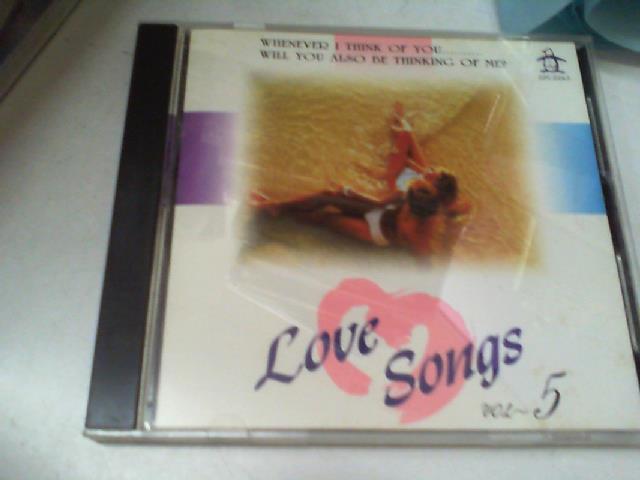 WHENEVER I THINK OF YOU.........
WILL YOU ALSO BE THINKING OF ME?
Love
Songs
VOL~ 5